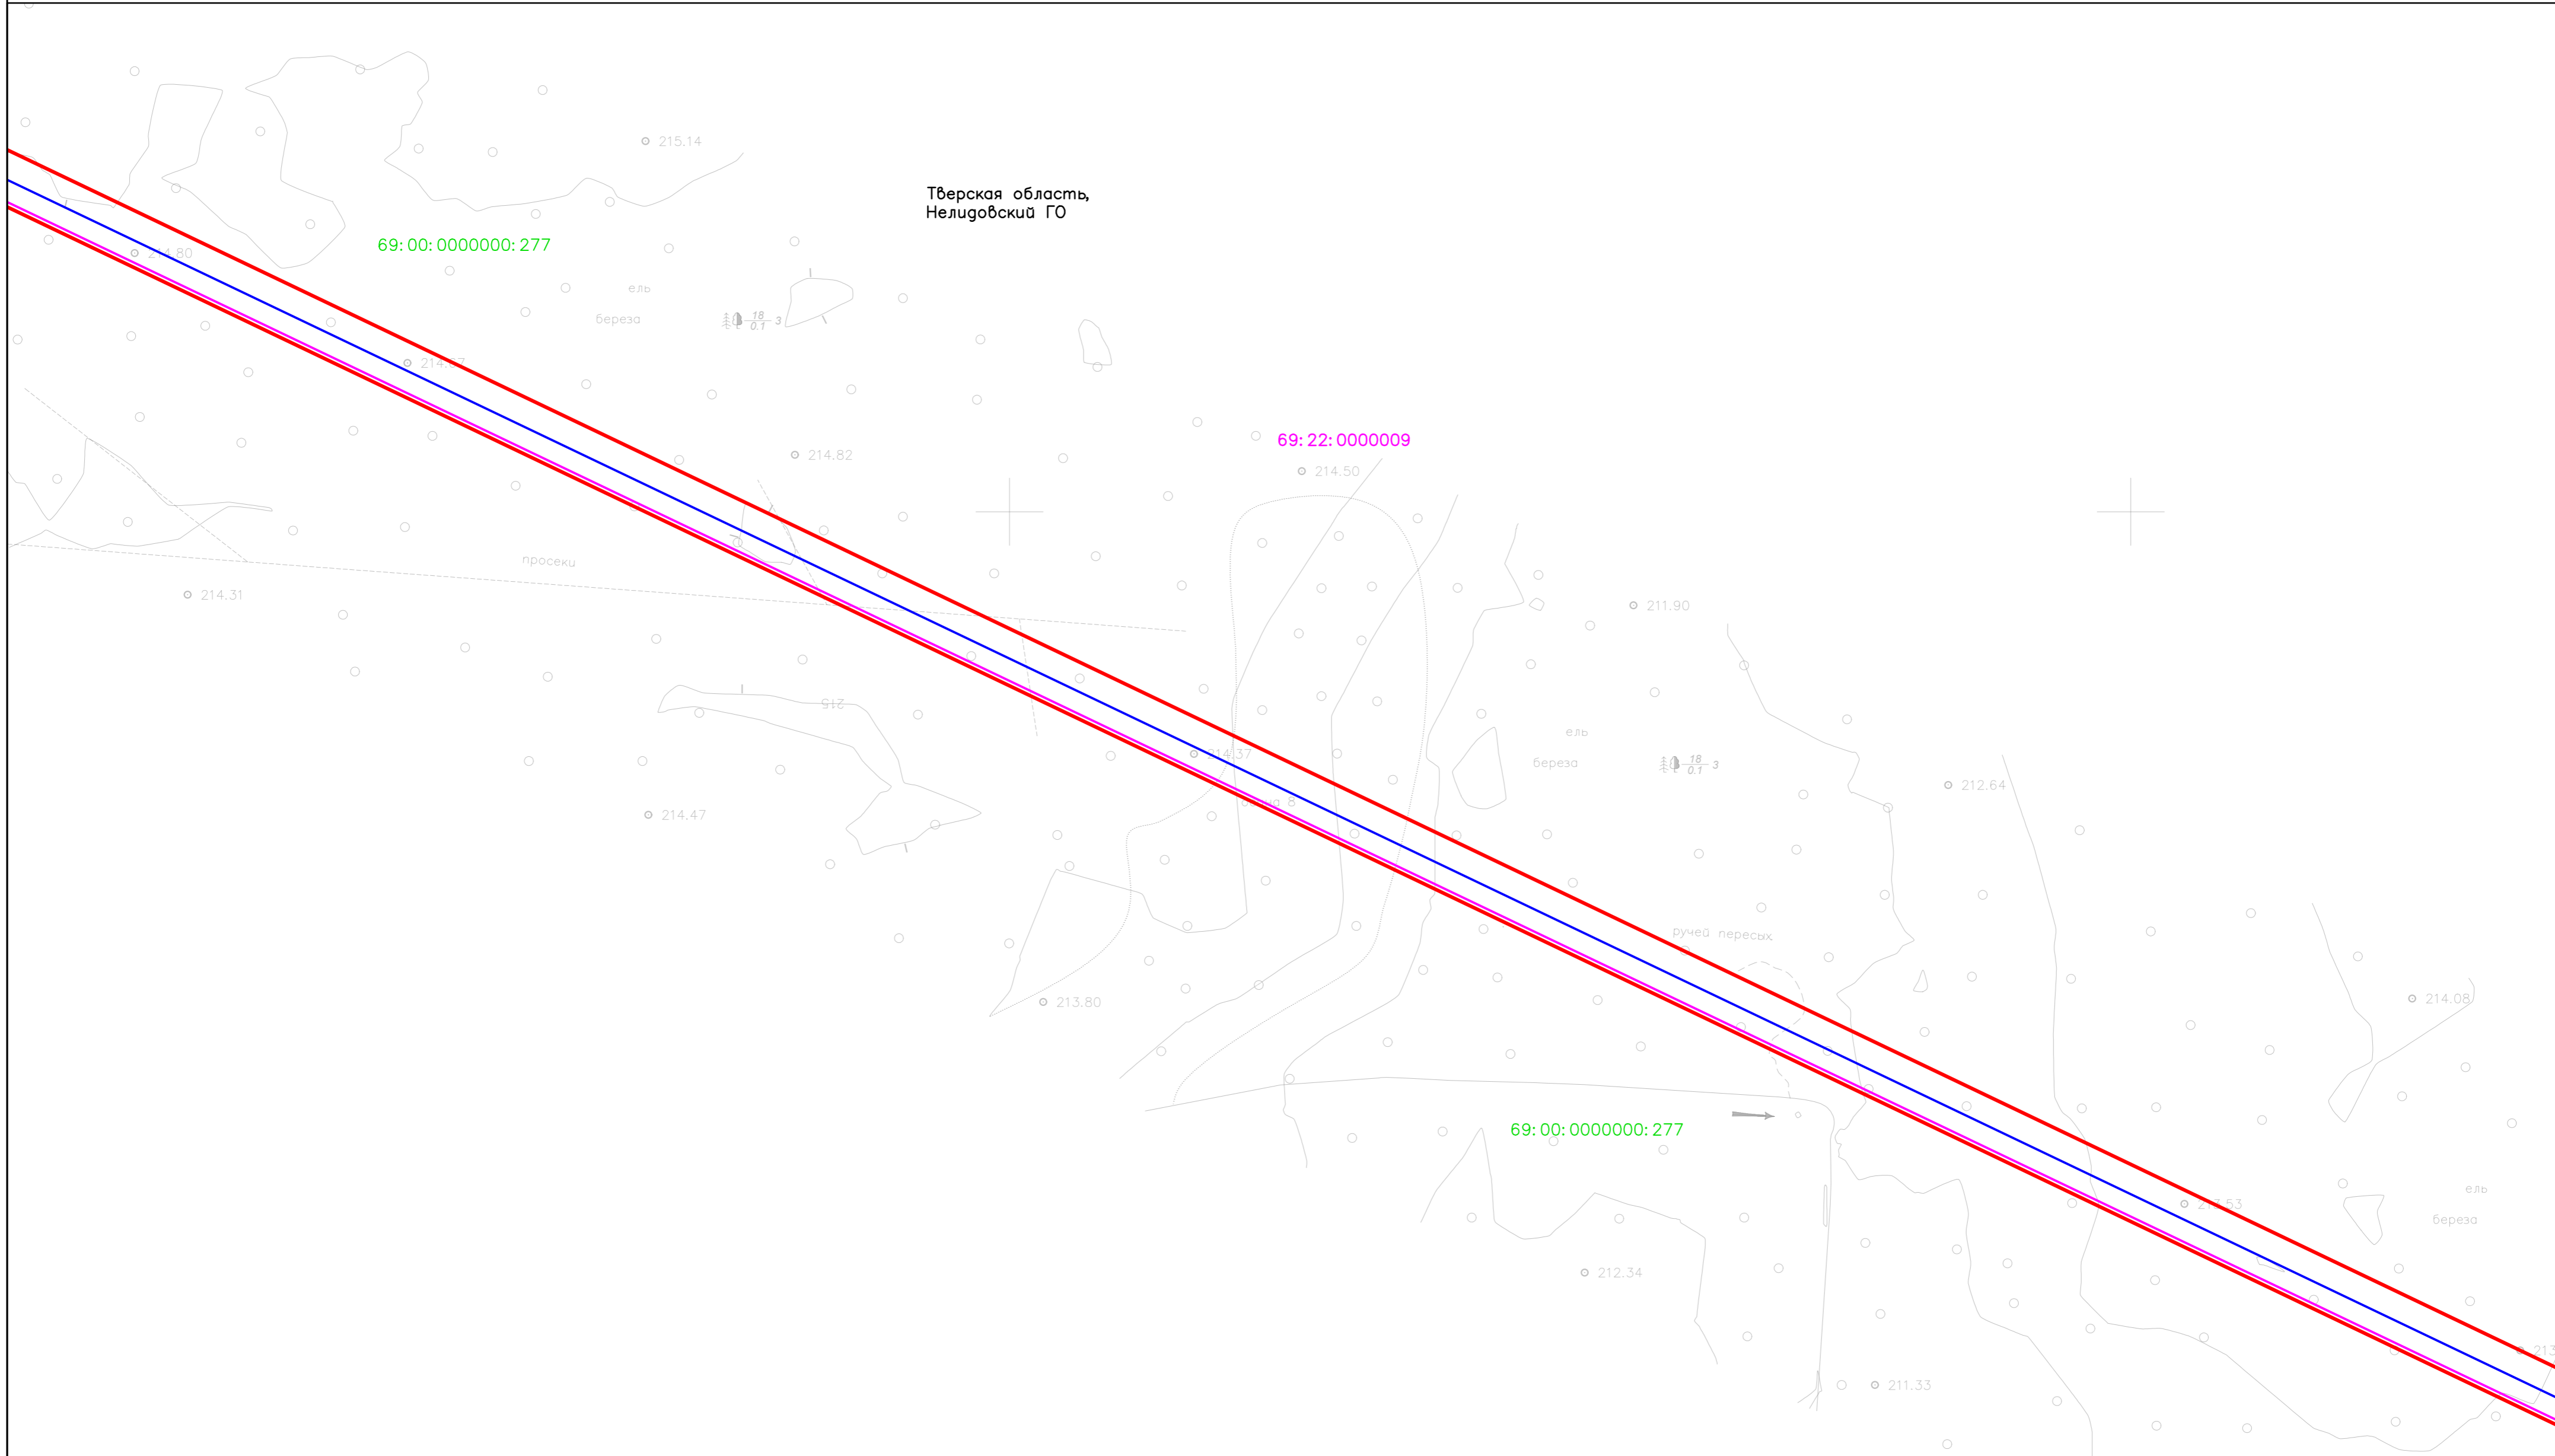 215.14
Тверская область,
Нелидовский ГО
69:00:0000000:277
ель
береза
18
0.1
3
214.82
69:22:0000009
214.50
просеки
214.31
211.90
215
214.37
ель
береза
18
0.1
3
212.64
214.47
ручей пересых.
213.80
214.08
69:00:0000000:277
ель
береза
212.34
211.33